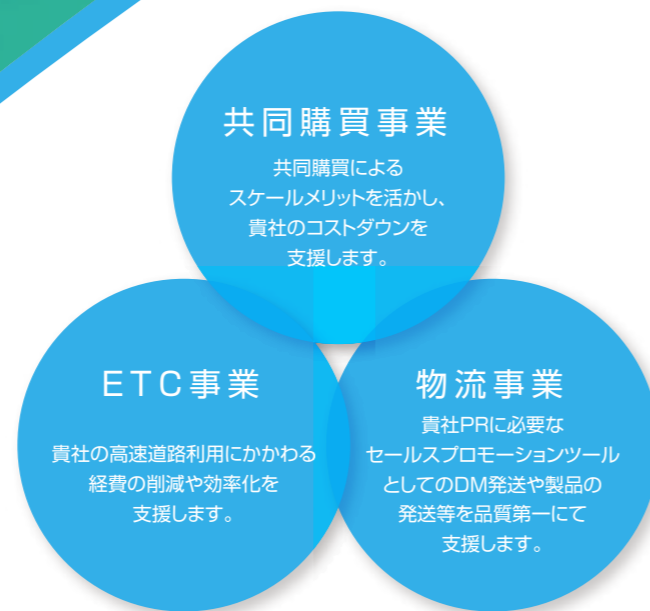 共同購買事業
共同購買による
スケールメリットを活かし、
貴社のコストダウンを
支援します。
ETC事業
貴社の高速道路利用にかかわる
経費の削減や効率化を
支援します。
物流事業
貴社PRに必要な
セールスプロモーションツール
としてのDM発送や製品の
発送等を品質第一にて
支援します。